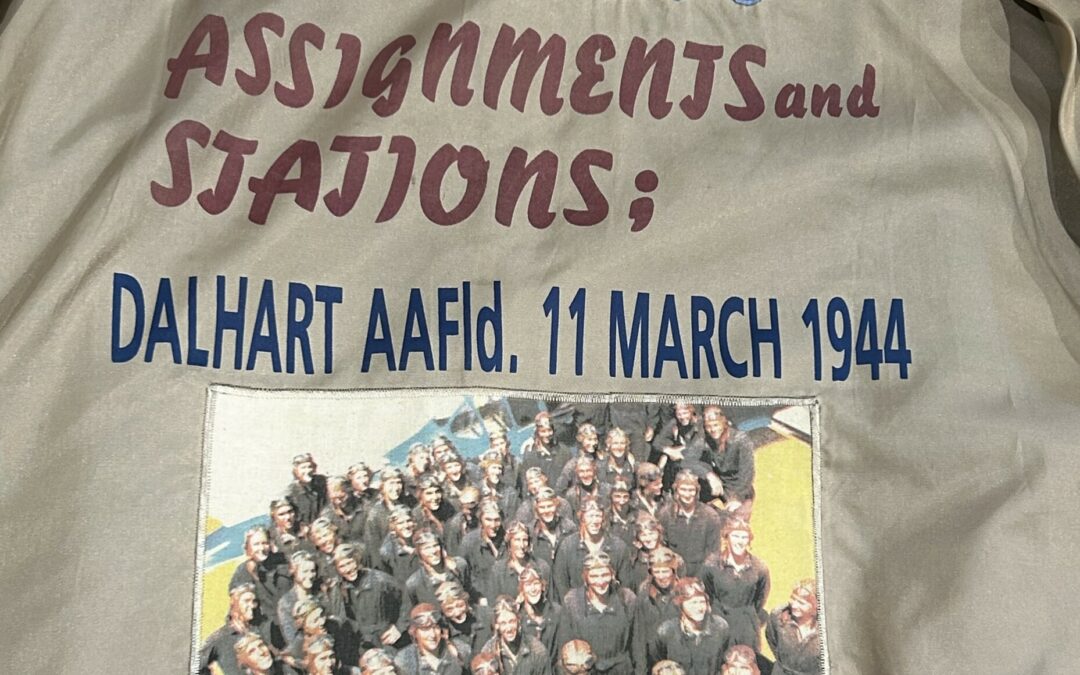 ASSIGNMENTS and
STATIONS;
DALHART AAFld. 11 MARCH 1944